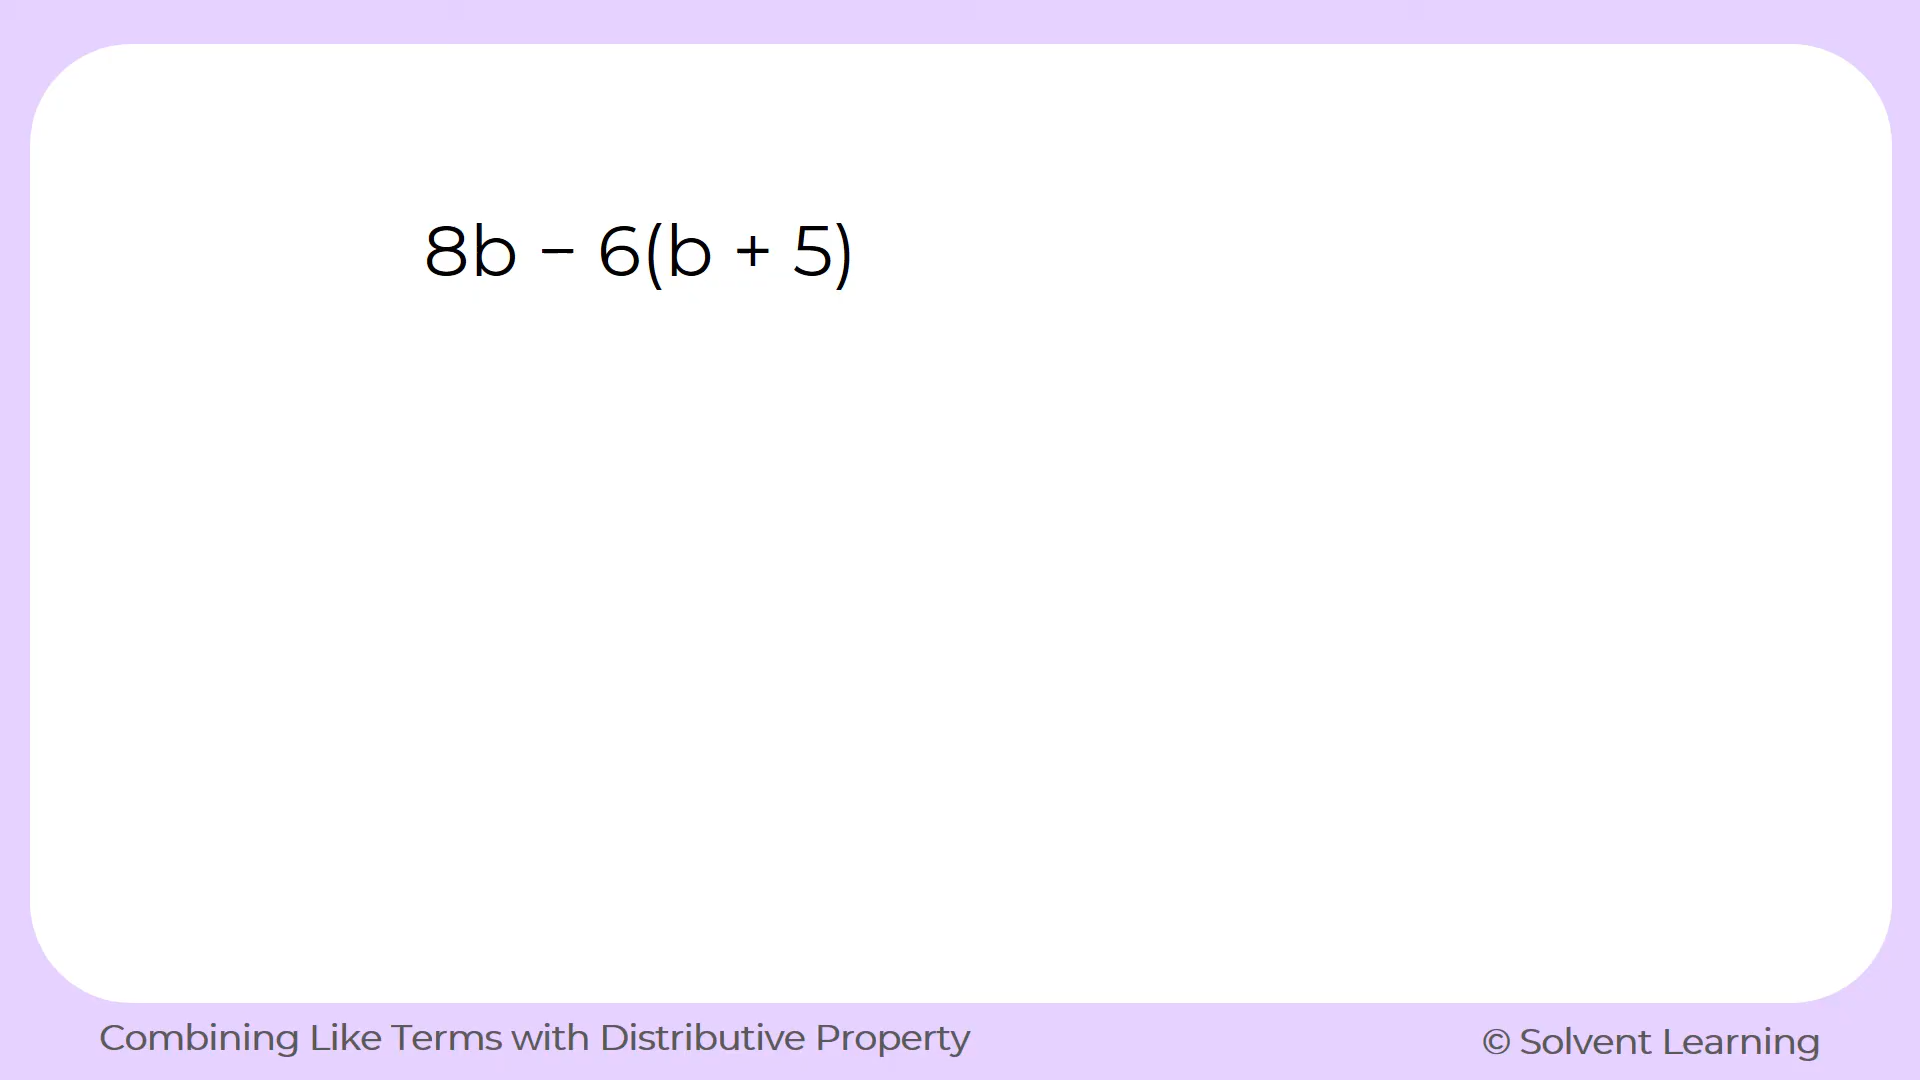 8b − 6(b + 5)
Combining Like Terms with Distributive Property
© Solvent Learning